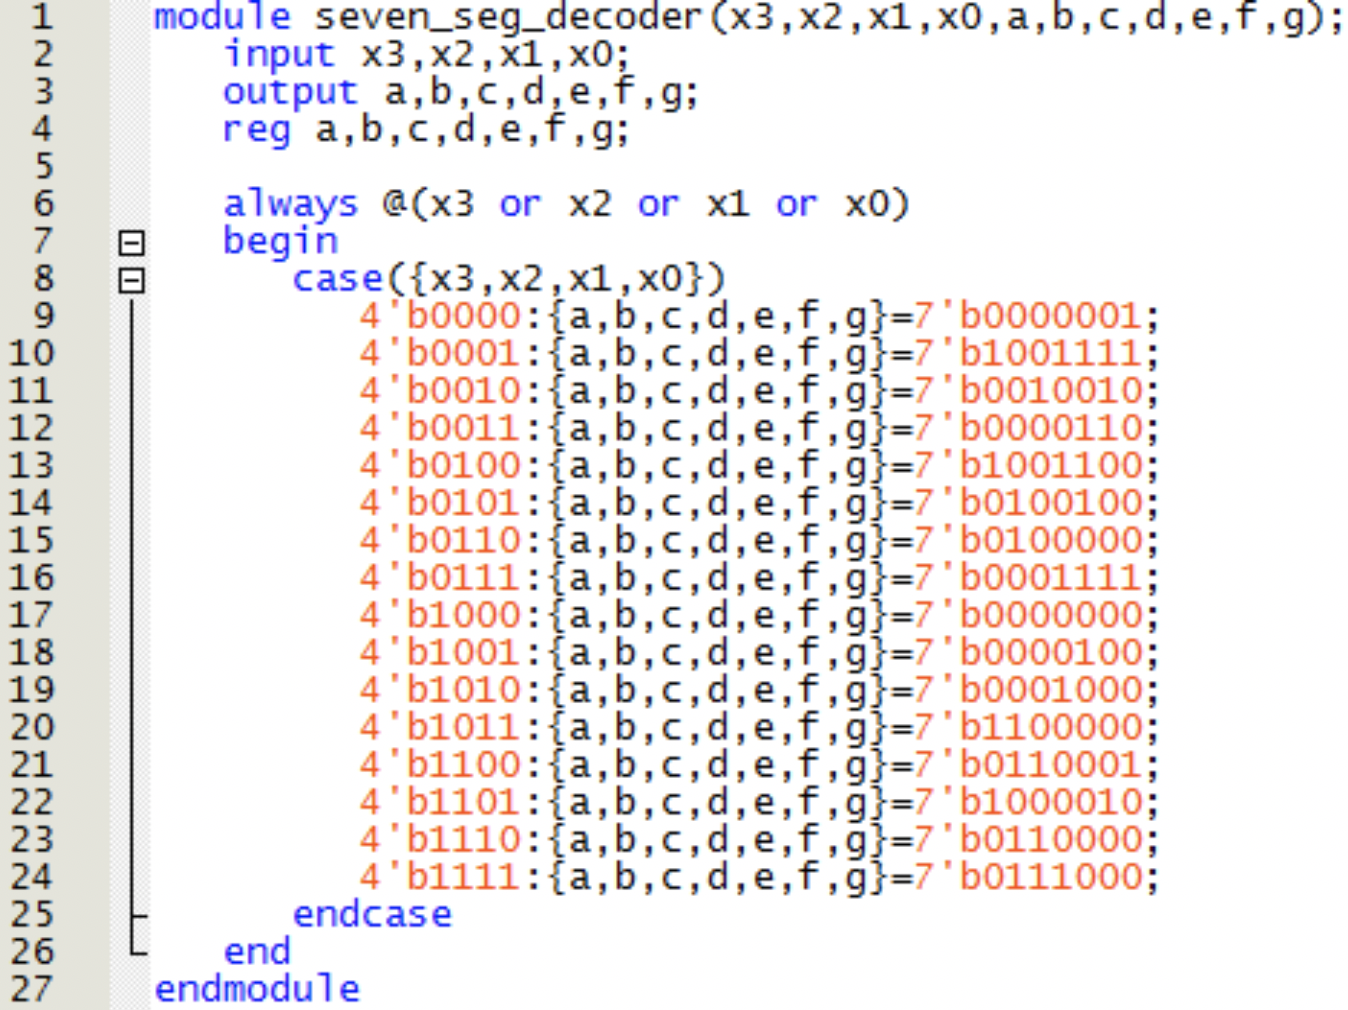 1 module seven_seg_decoder(x3,x2,x1,x0,a,b,c,d,e,f,g);
2 input x3,x2,x1,x0;
3 output a,b,c,d,e,f,g;
4 reg a,b,c,d,e,f,g;
5
6 always @(x3 or x2 or x1 or x0)
7 begin
8 case({x3,x2,x1,x0})
9 4'b0000:{a,b,c,d,e,f,g}=7'b0000001;
10 4'b0001:{a,b,c,d,e,f,g}=7'b1001111;
11 4'b0010:{a,b,c,d,e,f,g}=7'b0010010;
12 4'b0011:{a,b,c,d,e,f,g}=7'b0000110;
13 4'b0100:{a,b,c,d,e,f,g}=7'b1001100;
14 4'b0101:{a,b,c,d,e,f,g}=7'b0100100;
15 4'b0110:{a,b,c,d,e,f,g}=7'b0100000;
16 4'b0111:{a,b,c,d,e,f,g}=7'b0001111;
17 4'b1000:{a,b,c,d,e,f,g}=7'b0000000;
18 4'b1001:{a,b,c,d,e,f,g}=7'b0000100;
19 4'b1010:{a,b,c,d,e,f,g}=7'b0001000;
20 4'b1011:{a,b,c,d,e,f,g}=7'b1100000;
21 4'b1100:{a,b,c,d,e,f,g}=7'b0110001;
22 4'b1101:{a,b,c,d,e,f,g}=7'b1000010;
23 4'b1110:{a,b,c,d,e,f,g}=7'b0110000;
24 4'b1111:{a,b,c,d,e,f,g}=7'b0111000;
25 endcase
26 end
27 endmodule